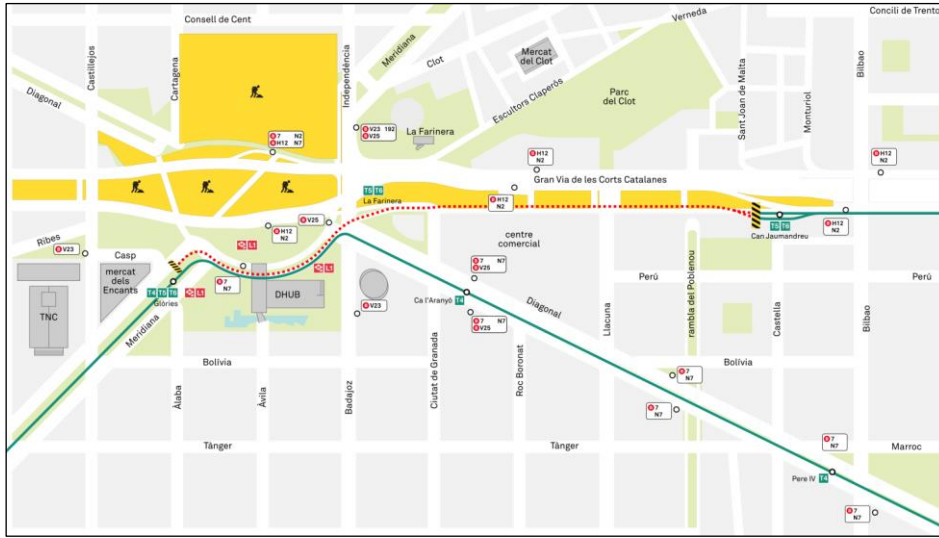 Consell de Cent
Concili de Trento
Verneda
Castillejos
Cartagena
Independència
Meridiana
Clot
Mercat
del Clot
Sant Joan de Malta
Monturiol
Bilbao
Diagonal
Escultors Claperós
Parc
del Clot
V23 192
V25
La Farinera
7 N2
H12 N7
H12
N2
H12
N2
Gran Via de les Corts Catalanes
T5 T6
La Farinera
H12
N2
V25
H12
N2
T5 T6
Can Jaumandreu
H12
N2
Ribes
V23
Casp
L1
centre
comercial
mercat
dels
Encants
7
N7
L1
7 N7
V25
Perú
Perú
TNC
T4 T5 T6
Glòries
L1
DHUB
V23
Ca l'Aranyó T4
Diagonal
Llacuna
rambla del Poblenou
Castella
Bilbao
7 N7
V25
Meridiana
Bolívia
Àlaba
Àvila
Badajoz
Ciutat de Granada
Roc Boronat
Bolívia
7
N7
7
N7
Tànger
Tànger
7
N7
Marroc
Pere IV T4
7
N7